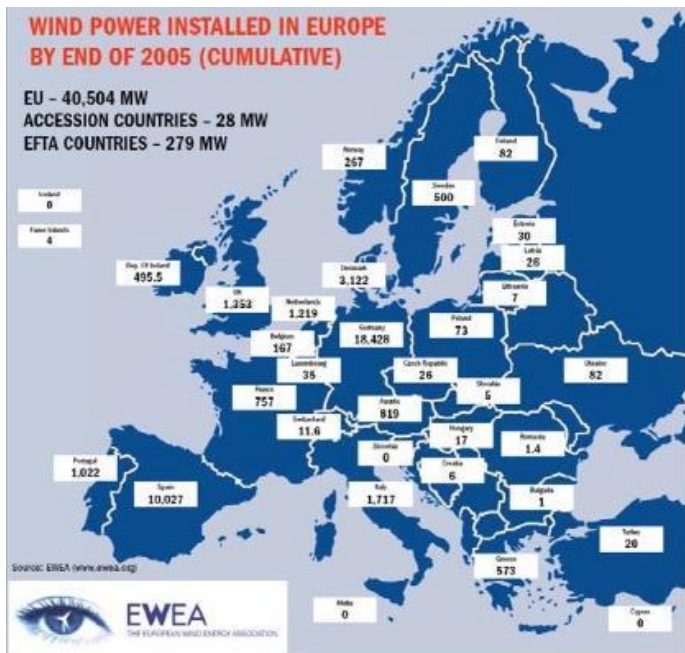 WIND POWER INSTALLED IN EUROPE
BY END OF 2005 (CUMULATIVE)
EU – 40,504 MW
ACCESSION COUNTRIES – 28 MW
EFTA COUNTRIES – 279 MW
Norway
267
Finland
82
Sweden
500
Iceland
0
Faroe Islands
4
Estonia
30
Latvia
26
Rep. Of Ireland
495.5
Denmark
3,122
Lithuania
7
UK
1,353
Netherlands
1,219
Germany
18,428
Poland
73
Belgium
167
Luxembourg
35
Czech Republic
26
Ukraine
82
Slovakia
5
France
757
Austria
819
Switzerland
11.6
Hungary
17
Romania
1.4
Slovenia
0
Croatia
6
Portugal
1,022
Spain
10,027
Italy
1,717
Bulgaria
1
Turkey
20
Greece
573
Source: EWEA (www.ewea.org)
Malta
0
Cyprus
0
EWEA
THE EUROPEAN WIND ENERGY ASSOCIATION